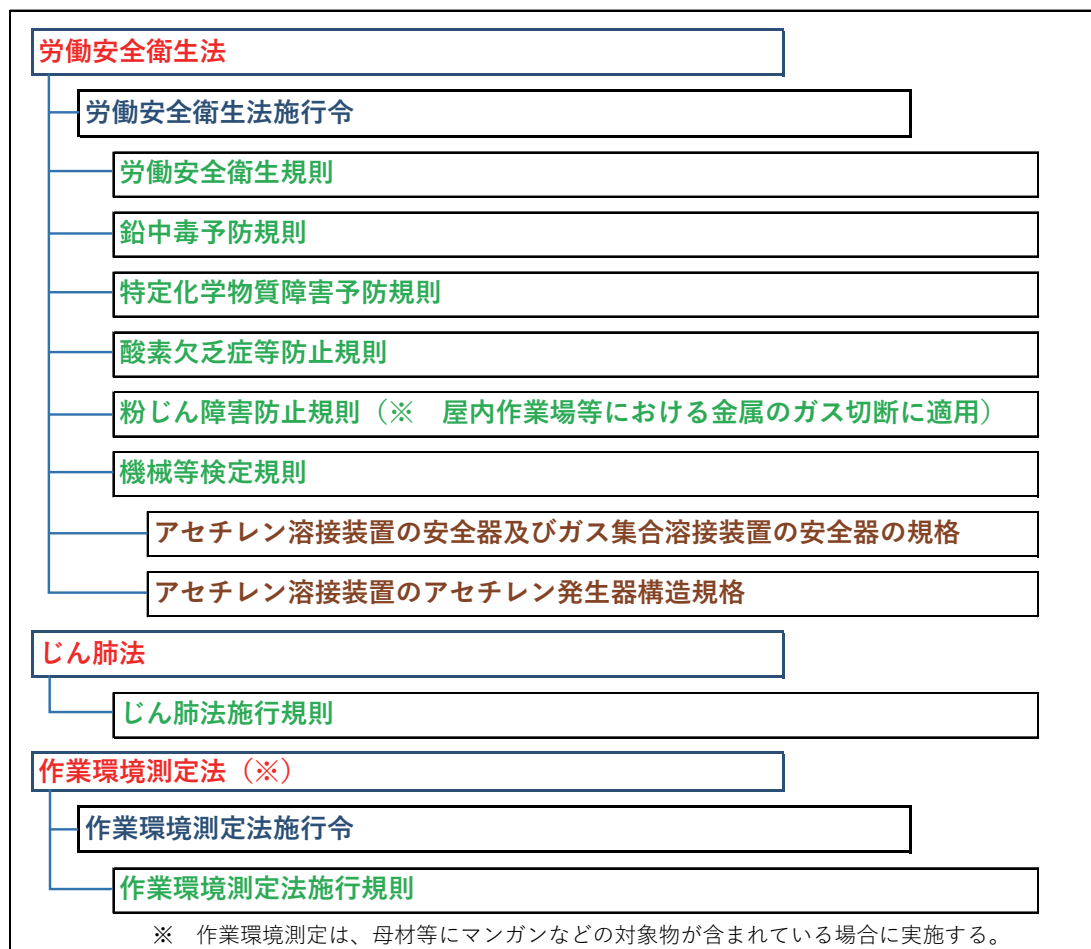 労働安全衛生法
労働安全衛生法施行令
労働安全衛生規則
鉛中毒予防規則
特定化学物質障害予防規則
酸素欠乏症等防止規則
粉じん障害防止規則（※　屋内作業場等における金属のガス切断に適用）
機械等検定規則
アセチレン溶接装置の安全器及びガス集合溶接装置の安全器の規格
アセチレン溶接装置のアセチレン発生器構造規格
じん肺法
じん肺法施行規則
作業環境測定法（※）
作業環境測定法施行令
作業環境測定法施行規則
※　作業環境測定は、母材等にマンガンなどの対象物が含まれている場合に実施する。